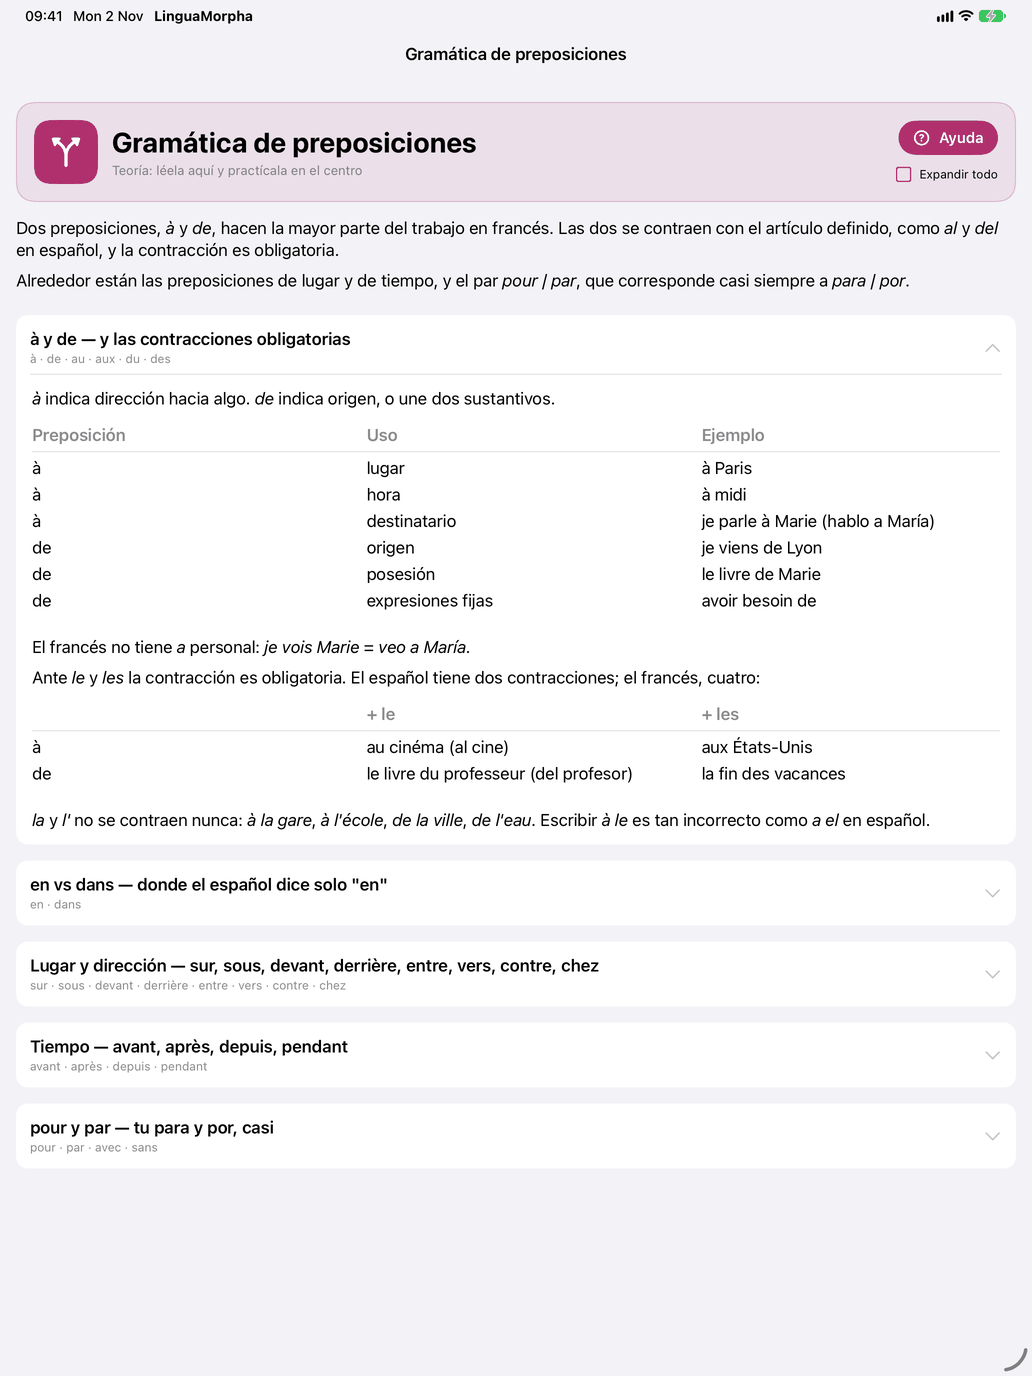 09:41 Mon 2 Nov LinguaMorpha
Gramática de preposiciones
Gramática de preposiciones
Teoría: léela aquí y practícala en el centro
Ayuda
Expandir todo
Dos preposiciones, à y de, hacen la mayor parte del trabajo en francés. Las dos se contraen con el artículo definido, como al y del
en español, y la contracción es obligatoria.
Alrededor están las preposiciones de lugar y de tiempo, y el par pour / par, que corresponde casi siempre a para / por.
à y de — y las contracciones obligatorias
à · de · au · aux · du · des
à indica dirección hacia algo. de indica origen, o une dos sustantivos.
Preposición Uso Ejemplo
à lugar à Paris
à hora à midi
à destinatario je parle à Marie (hablo a María)
de origen je viens de Lyon
de posesión le livre de Marie
de expresiones fijas avoir besoin de
El francés no tiene a personal: je vois Marie = veo a María.
Ante le y les la contracción es obligatoria. El español tiene dos contracciones; el francés, cuatro:
+ le + les
à au cinéma (al cine) aux États-Unis
de le livre du professeur (del profesor) la fin des vacances
la y l' no se contraen nunca: à la gare, à l'école, de la ville, de l'eau. Escribir à le es tan incorrecto como a el en español.
en vs dans — donde el español dice solo "en"
en · dans
Lugar y dirección — sur, sous, devant, derrière, entre, vers, contre, chez
sur · sous · devant · derrière · entre · vers · contre · chez
Tiempo — avant, après, depuis, pendant
avant · après · depuis · pendant
pour y par — tu para y por, casi
pour · par · avec · sans